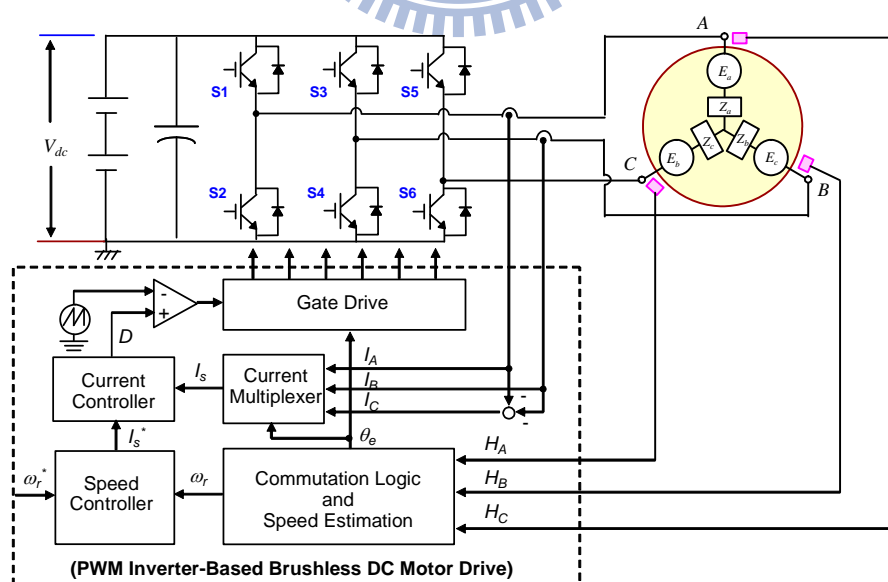 A
S1
S3
S5
E_a
Z_a
V_dc
Z_c
Z_b
E_b
E_c
C
B
S2
S4
S6
-
+
Gate Drive
D
I_A
I_B
I_C
-
-
I_s
Current
Controller
Current
Multiplexer
I_s*
θ_e
H_A
H_B
H_C
ω_r*
Speed
Controller
ω_r
Commutation Logic
and
Speed Estimation
(PWM Inverter-Based Brushless DC Motor Drive)